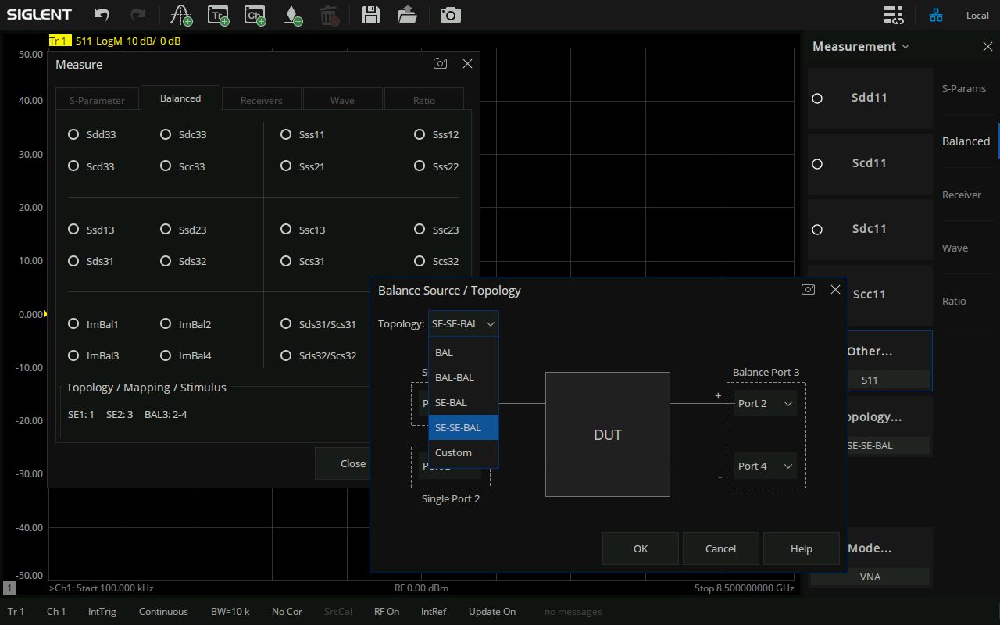 SIGLENT
Tr
Ch
Local
Tr 1 S11 LogM 10 dB/ 0 dB
50.00
40.00
30.00
20.00
10.00
0.000
-10.00
-20.00
-30.00
-40.00
-50.00
Measure
S-Parameter Balanced Receivers Wave Ratio
Sdd33 Sdc33 Sss11 Sss12
Scd33 Scc33 Sss21 Sss22
Ssd13 Ssd23 Ssc13 Ssc23
Sds31 Sds32 Scs31 Scs32
ImBal1 ImBal2 Sds31/Scs31
ImBal3 ImBal4 Sds32/Scs32
Topology / Mapping / Stimulus
SE1: 1 SE2: 3 BAL3: 2-4
Close
Balance Source / Topology
Topology: SE-SE-BAL
BAL
BAL-BAL
SE-BAL
SE-SE-BAL
Custom
S
P
Single Port 2
DUT
Balance Port 3
+ Port 2
- Port 4
OK Cancel Help
Measurement
Sdd11
Scd11
Sdc11
Scc11
Other...
S11
opology...
SE-SE-BAL
Mode...
VNA
S-Params
Balanced
Receiver
Wave
Ratio
1 >Ch1: Start 100.000 kHz RF 0.00 dBm Stop 8.500000000 GHz
Tr 1 Ch 1 IntTrig Continuous BW=10 k No Cor SrcCal RF On IntRef Update On no messages